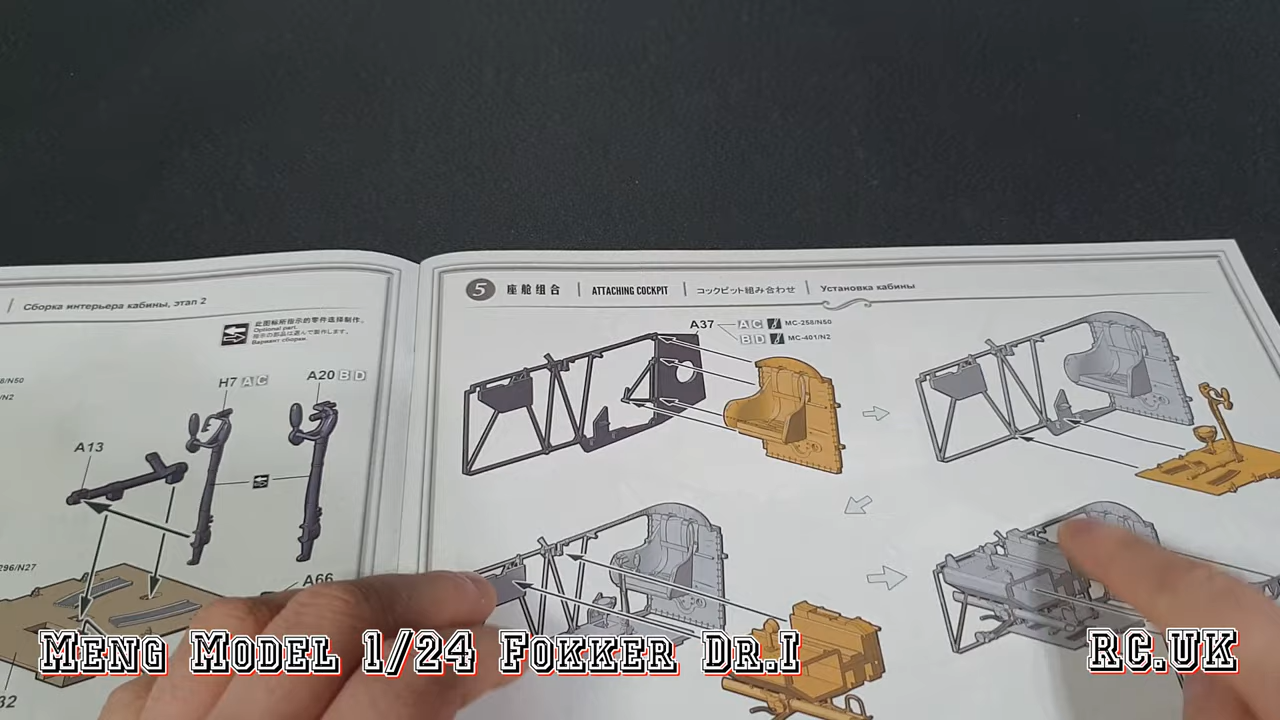 Сборка интерьера кабины, этап 2
此图标所指示的零件选择制作。
Optional part.
指示の部品は選んで製作します。
Вариант сборки.
8/N50
/N2
H7 A C
A20 B D
A13
296/N27
A66
32
5 座舱组合 | ATTACHING COCKPIT | コックピット組み合わせ | Установка кабины
A37 A C MC-258/N50
B D MC-401/N2
Meng Model 1/24 Fokker Dr.I
RC.UK